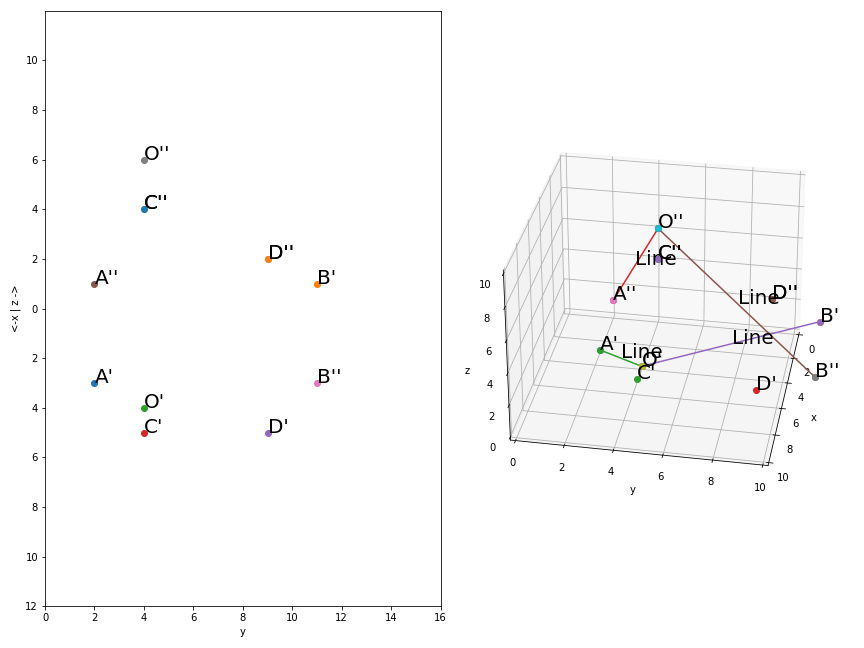 10
8
6
4
2
0
2
4
6
8
10
12
0 2 4 6 8 10 12 14 16
y
<-x | z ->
O''
C''
D''
A''
B'
A'
B''
O'
C'
D'
O''
C''
Line
A''
D''
Line
B'
A'
Line
Line
O'
C'
B''
D'
10
8
6
4
2
0
z
0 2 4 6 8 10
y
0
2
4
6
8
10
x